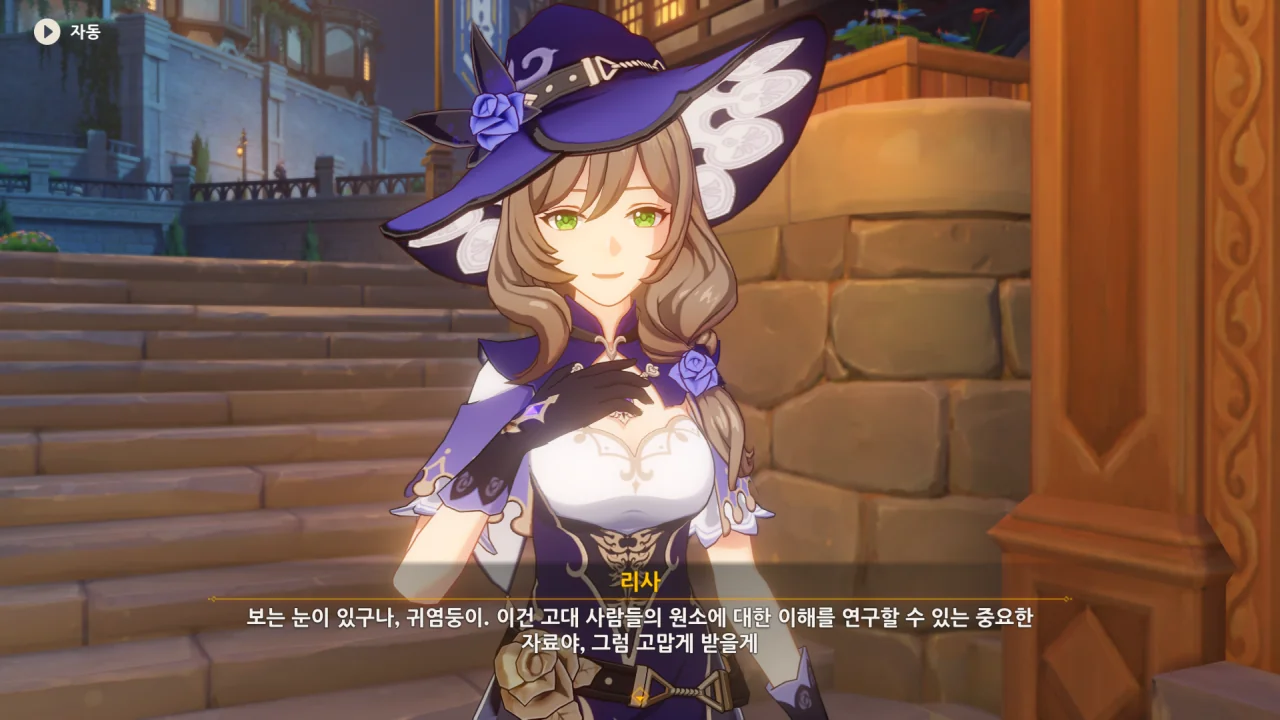 자동
리사
보는 눈이 있구나, 귀염둥이. 이건 고대 사람들의 원소에 대한 이해를 연구할 수 있는 중요한
자료야, 그럼 고맙게 받을게